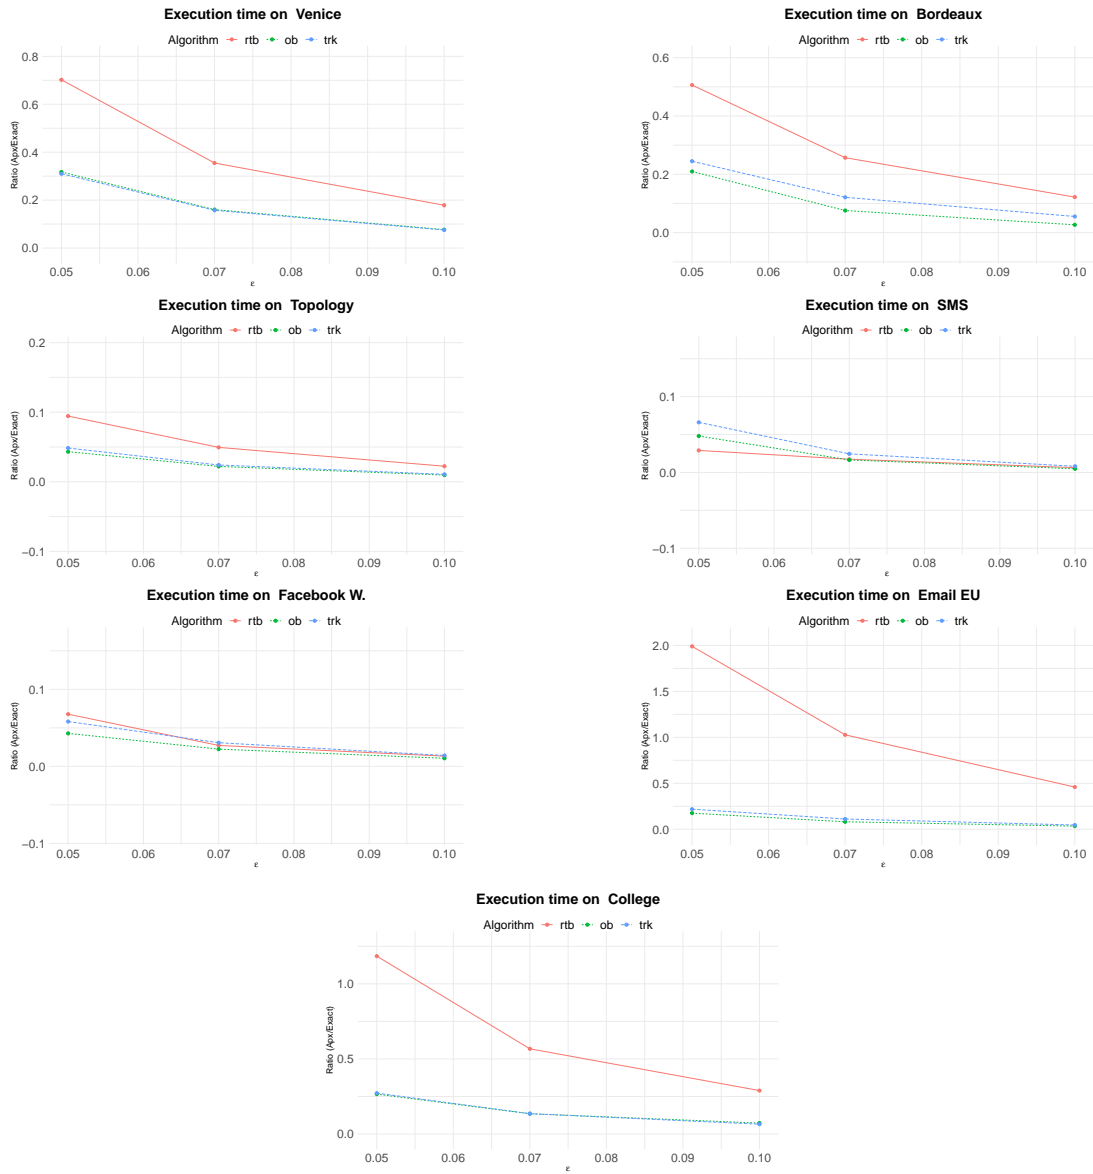 Execution time on Venice
Algorithm rtb ob trk
Ratio (Apx/Exact)
0.8
0.6
0.4
0.2
0.0
0.05 0.06 0.07 0.08 0.09 0.10
ε
Execution time on Bordeaux
Algorithm rtb ob trk
Ratio (Apx/Exact)
0.6
0.4
0.2
0.0
0.05 0.06 0.07 0.08 0.09 0.10
ε
Execution time on Topology
Algorithm rtb ob trk
Ratio (Apx/Exact)
0.2
0.1
0.0
−0.1
0.05 0.06 0.07 0.08 0.09 0.10
ε
Execution time on SMS
Algorithm rtb ob trk
Ratio (Apx/Exact)
0.1
0.0
−0.1
0.05 0.06 0.07 0.08 0.09 0.10
ε
Execution time on Facebook W.
Algorithm rtb ob trk
Ratio (Apx/Exact)
0.1
0.0
−0.1
0.05 0.06 0.07 0.08 0.09 0.10
ε
Execution time on Email EU
Algorithm rtb ob trk
Ratio (Apx/Exact)
2.0
1.5
1.0
0.5
0.0
0.05 0.06 0.07 0.08 0.09 0.10
ε
Execution time on College
Algorithm rtb ob trk
Ratio (Apx/Exact)
1.0
0.5
0.0
0.05 0.06 0.07 0.08 0.09 0.10
ε